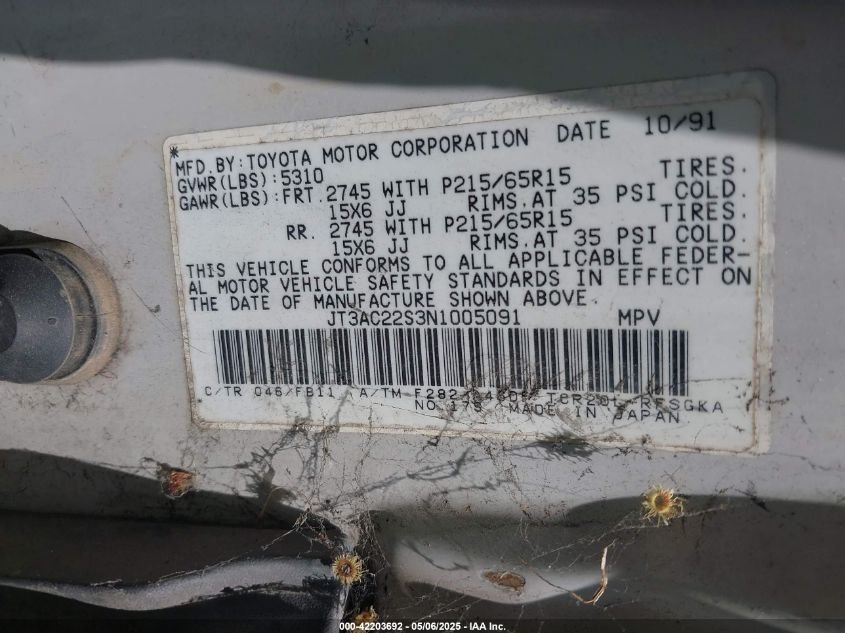 * MFD. BY: TOYOTA MOTOR CORPORATION DATE 10/91
GVWR(LBS):5310
GAWR(LBS):FRT. 2745 WITH P215/65R15 TIRES.
15X6 JJ RIMS.AT 35 PSI COLD.
RR. 2745 WITH P215/65R15 TIRES.
15X6 JJ RIMS.AT 35 PSI COLD.
THIS VEHICLE CONFORMS TO ALL APPLICABLE FEDER-
AL MOTOR VEHICLE SAFETY STANDARDS IN EFFECT ON
THE DATE OF MANUFACTURE SHOWN ABOVE.
JT3AC22S3N1005091 MPV
C/TR 046/FB11 A/TM
NO.179 MADE IN JAPAN
000-42203692 - 05/06/2025 - IAA Inc.